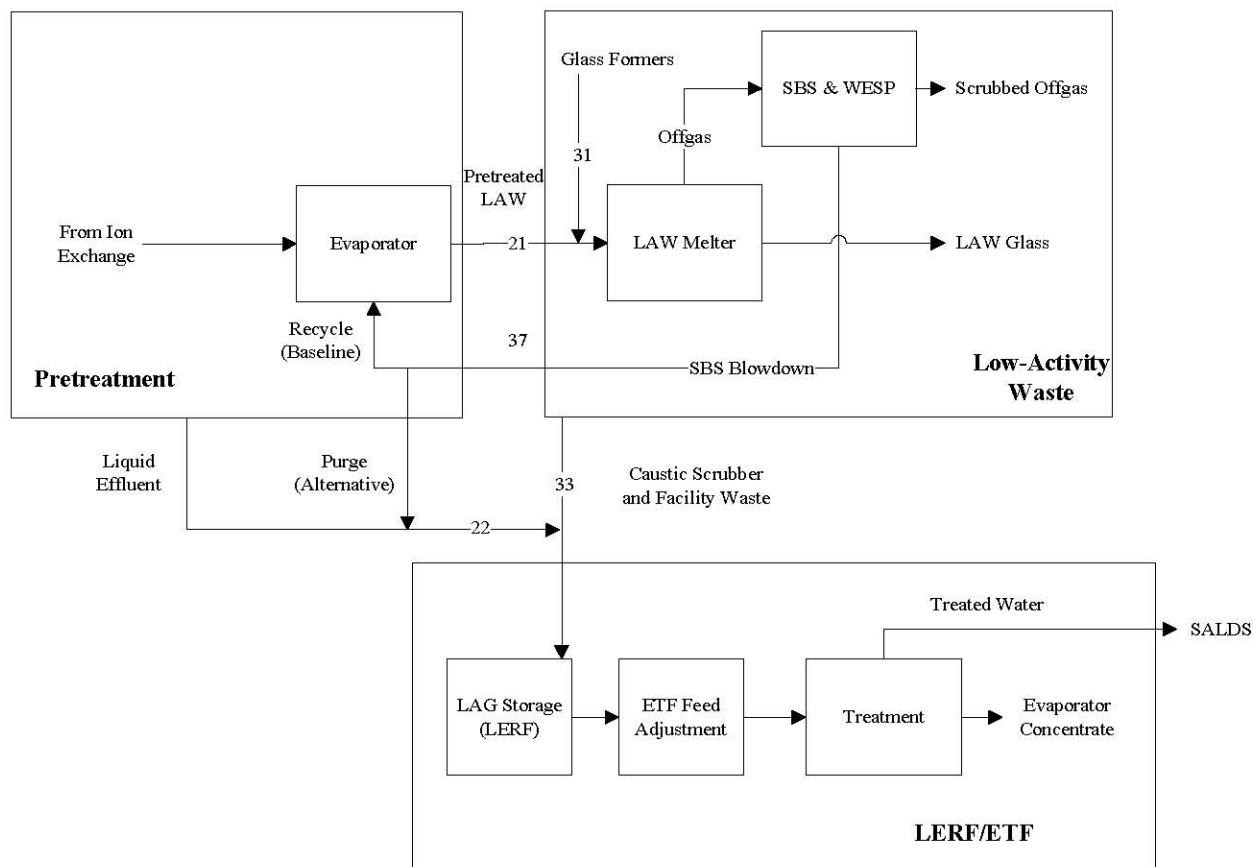 Glass Formers
SBS & WESP
Scrubbed Offgas
Offgas
31
Pretreated
LAW
From Ion
Exchange
Evaporator
21
LAW Melter
LAW Glass
Recycle
(Baseline)
37
SBS Blowdown
Pretreatment
Low-Activity
Waste
Liquid
Effluent
Purge
(Alternative)
33
Caustic Scrubber
and Facility Waste
22
Treated Water
SALDS
LAG Storage
(LERF)
ETF Feed
Adjustment
Treatment
Evaporator
Concentrate
LERF/ETF